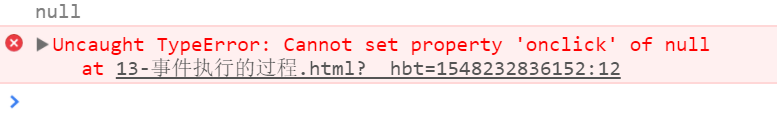 null
Uncaught TypeError: Cannot set property 'onclick' of null
at 13-事件执行的过程.html?__hbt=1548232836152:12